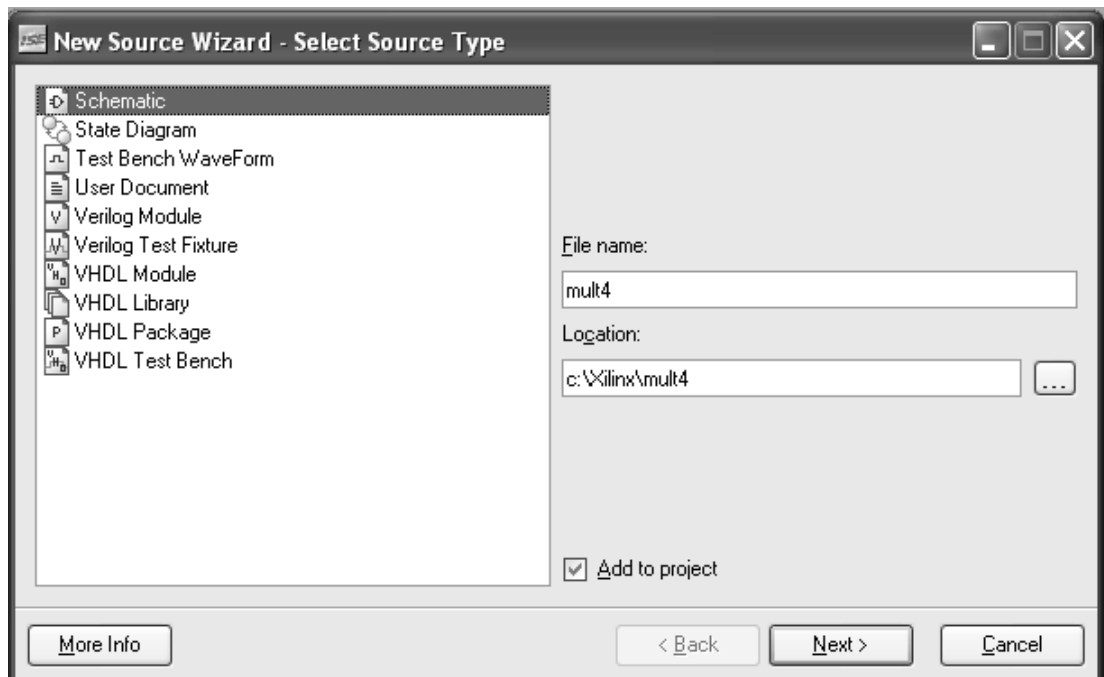 ISE New Source Wizard - Select Source Type
Schematic
State Diagram
Test Bench WaveForm
User Document
V Verilog Module
Verilog Test Fixture
VHDL Module
VHDL Library
P VHDL Package
VHDL Test Bench
File name:
mult4
Location:
c:\Xilinx\mult4
...
Add to project
More Info
< Back
Next >
Cancel